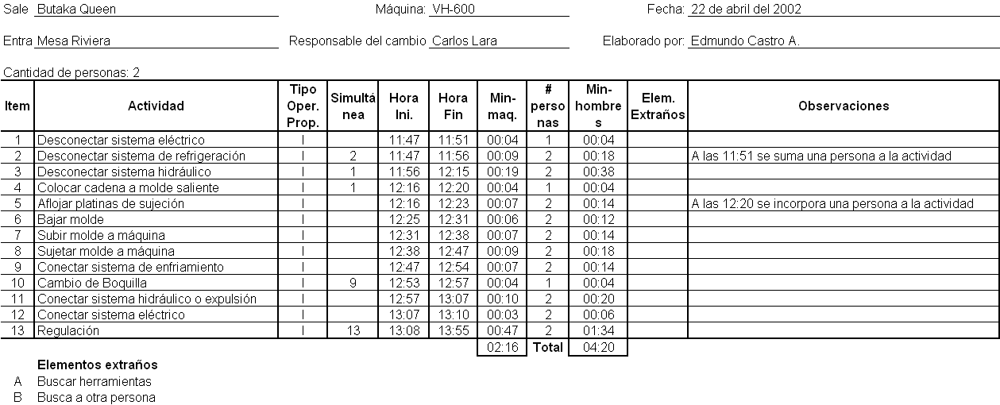 Sale Butaka Queen Máquina: VH-600 Fecha: 22 de abril del 2002
Entra Mesa Riviera Responsable del cambio Carlos Lara Elaborado por: Edmundo Castro A.
Cantidad de personas: 2
Item Actividad Tipo Oper. Prop. Simultánea Hora Ini. Hora Fin Min-maq. # personas Min-hombres Elem. Extraños Observaciones
1 Desconectar sistema eléctrico I 11:47 11:51 00:04 1 00:04
2 Desconectar sistema de refrigeración I 2 11:47 11:56 00:09 2 00:18 A las 11:51 se suma una persona a la actividad
3 Desconectar sistema hidráulico I 1 11:56 12:15 00:19 2 00:38
4 Colocar cadena a molde saliente I 1 12:16 12:20 00:04 1 00:04
5 Aflojar platinas de sujeción I 12:16 12:23 00:07 2 00:14 A las 12:20 se incorpora una persona a la actividad
6 Bajar molde I 12:25 12:31 00:06 2 00:12
7 Subir molde a máquina I 12:31 12:38 00:07 2 00:14
8 Sujetar molde a máquina I 12:38 12:47 00:09 2 00:18
9 Conectar sistema de enfriamiento I 12:47 12:54 00:07 2 00:14
10 Cambio de Boquilla I 9 12:53 12:57 00:04 1 00:04
11 Conectar sistema hidráulico o expulsión I 12:57 13:07 00:10 2 00:20
12 Conectar sistema eléctrico I 13:07 13:10 00:03 2 00:06
13 Regulación I 13 13:08 13:55 00:47 2 01:34
02:16 Total 04:20
Elementos extraños
A Buscar herramientas
B Busca a otra persona